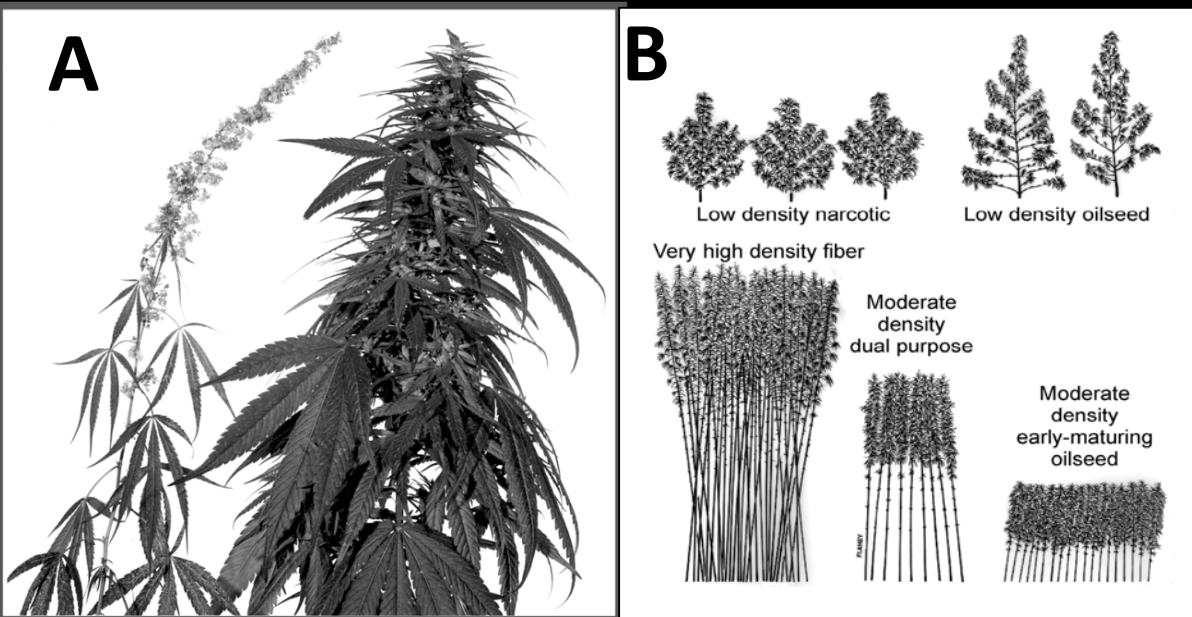 A
B
Low density narcotic
Low density oilseed
Very high density fiber
Moderate
density
dual purpose
Moderate
density
early-maturing
oilseed
FLAHEY